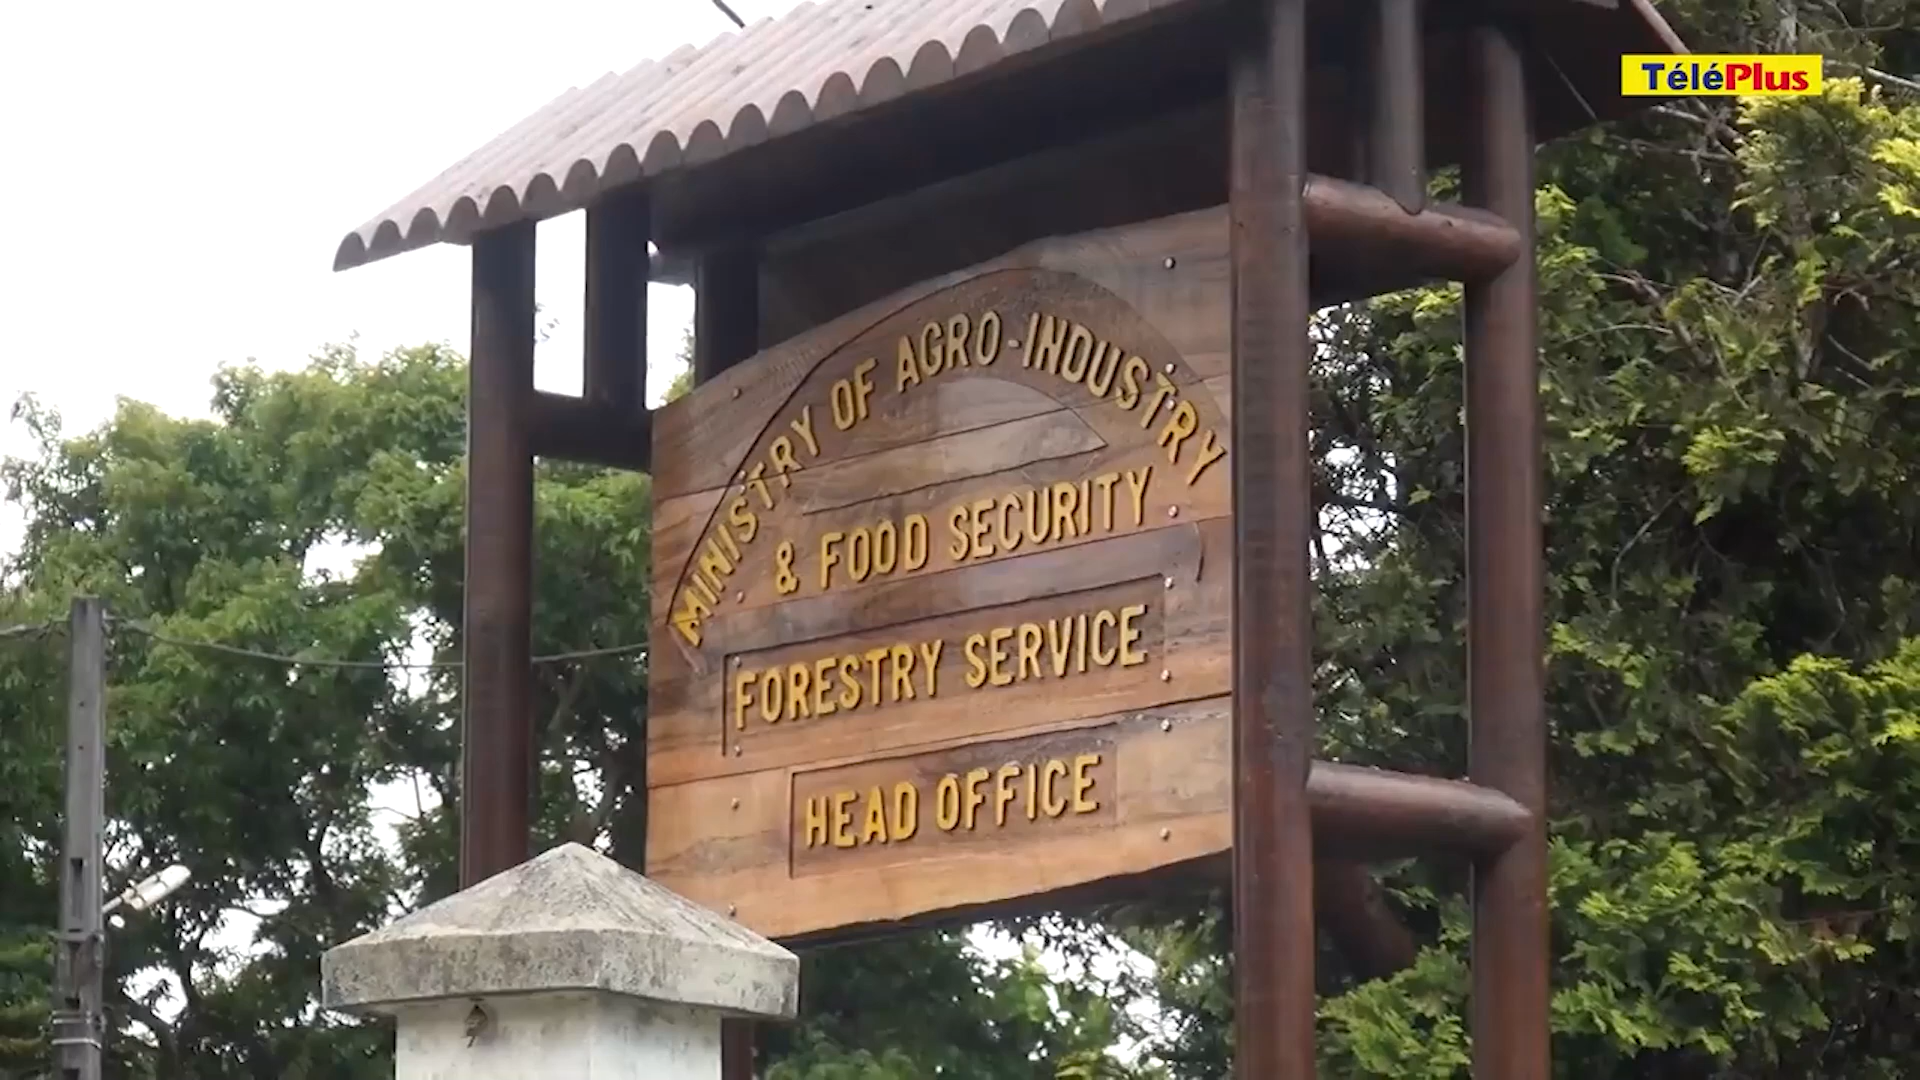 TéléPlus
MINISTRY OF AGRO-INDUSTRY
& FOOD SECURITY
FORESTRY SERVICE
HEAD OFFICE